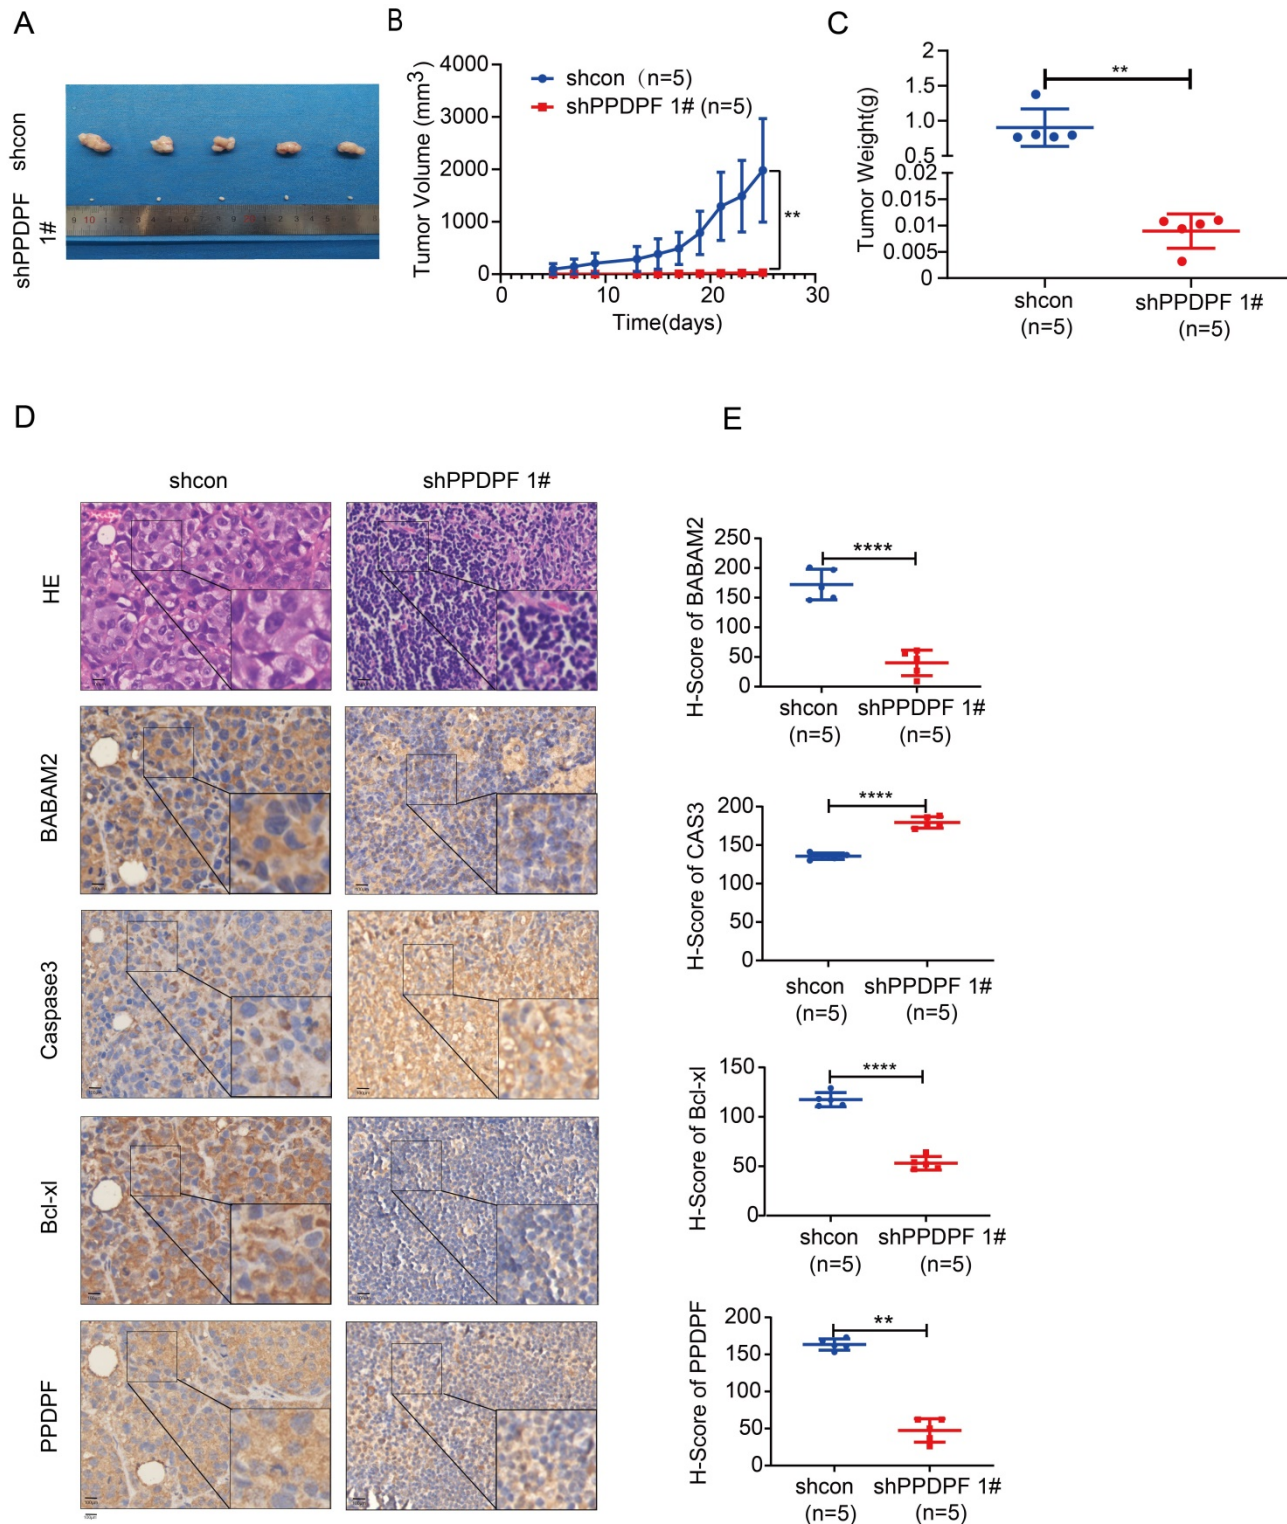 A
shcon
shPPDPF
1#
B
Tumor Volume (mm³)
4000
3000
2000
1000
0
shcon (n=5)
shPPDPF 1# (n=5)
**
0
10
20
30
Time(days)
C
Tumor Weight(g)
2
1.5
1.0
0.5
0.02
0.015
0.01
0.005
0
**
shcon
(n=5)
shPPDPF 1#
(n=5)
D
shcon
shPPDPF 1#
HE
BABAM2
Caspase3
Bcl-xl
PPDPF
E
H-Score of BABAM2
250
200
150
100
50
0
****
shcon
(n=5)
shPPDPF 1#
(n=5)
H-Score of CAS3
200
150
100
50
0
****
shcon
(n=5)
shPPDPF 1#
(n=5)
H-Score of Bcl-xl
150
100
50
0
****
shcon
(n=5)
shPPDPF 1#
(n=5)
H-Score of PPDPF
200
150
100
50
0
**
shcon
(n=5)
shPPDPF 1#
(n=5)